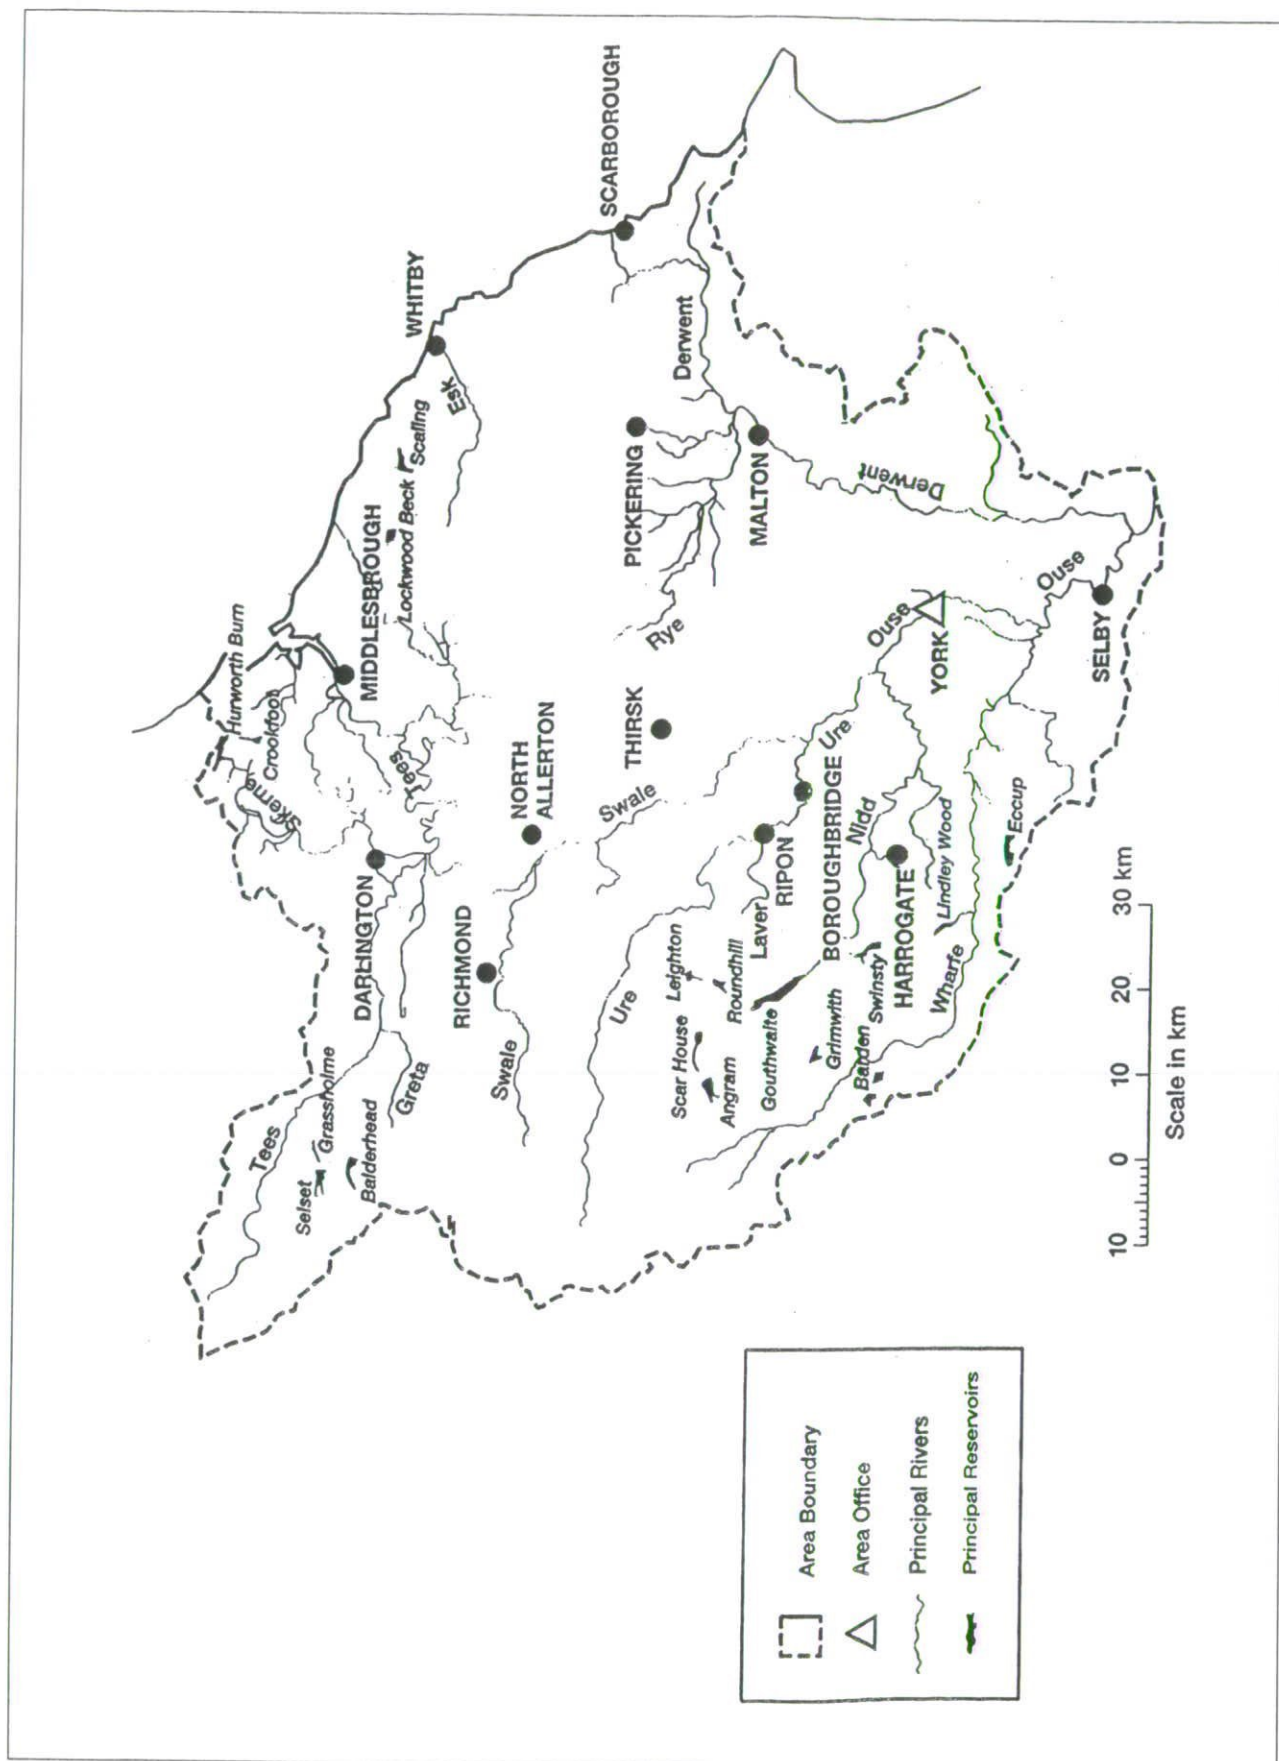 Hurworth Burn
Crookfoot
Skerne
MIDDLESBROUGH
Lockwood Beck
Scaling
WHITBY
Esk
SCARBOROUGH
Tees
DARLINGTON
Tees
Selset
Grassholme
Balderhead
Greta
RICHMOND
Swale
NORTH
ALLERTON
THIRSK
Swale
Rye
PICKERING
Derwent
MALTON
Derwent
Ure
Leighton
Scar House
Angram
Roundhill
Gouthwaite
Laver
RIPON
BOROUGHBRIDGE
Ure
Nidd
Ouse
YORK
Grimwith
Barden
Swinsty
HARROGATE
Lindley Wood
Wharfe
Eccup
Ouse
SELBY
10 0 10 20 30 km
Scale in km
Area Boundary
Area Office
Principal Rivers
Principal Reservoirs